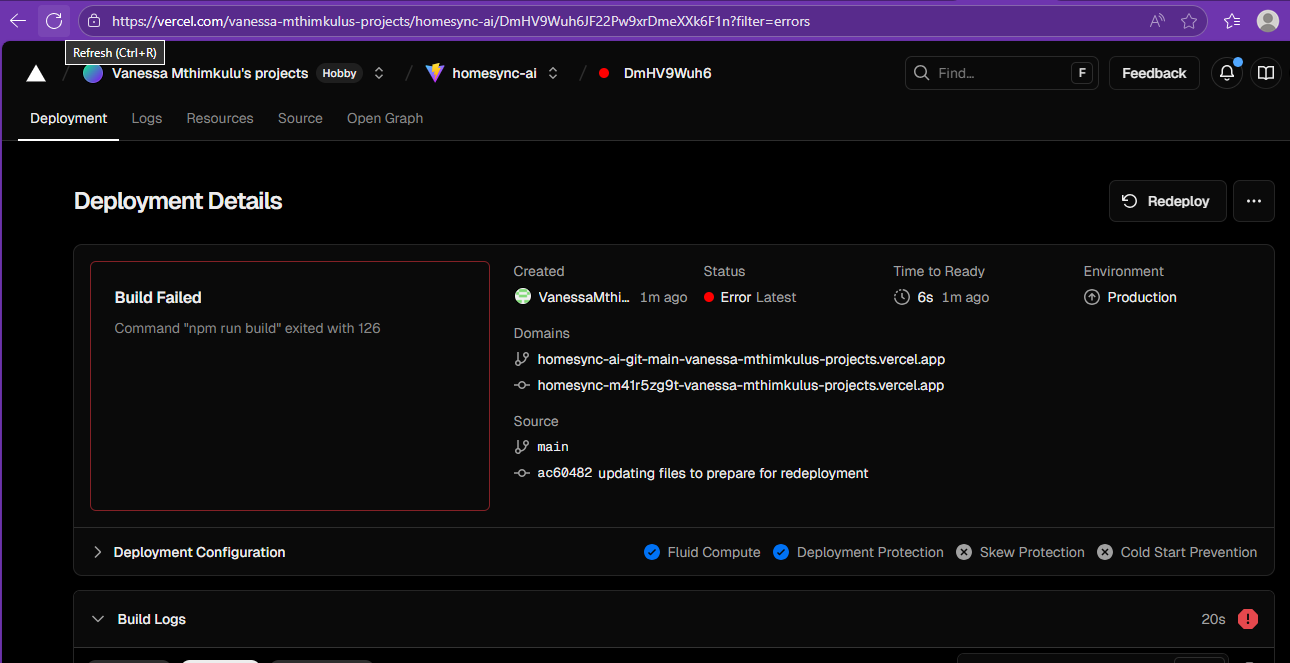 https://vercel.com/vanessa-mthimkulus-projects/homesync-ai/DmHV9Wuh6JF22Pw9xrDmeXXk6F1n?filter=errors
Refresh (Ctrl+R)
Vanessa Mthimkulu's projects Hobby / homesync-ai / DmHV9Wuh6 Find... F Feedback
Deployment Logs Resources Source Open Graph
Deployment Details Redeploy
Build Failed
Command "npm run build" exited with 126
Created Status Time to Ready Environment
VanessaMthi... 1m ago Error Latest 6s 1m ago Production
Domains
homesync-ai-git-main-vanessa-mthimkulus-projects.vercel.app
homesync-m41r5zg9t-vanessa-mthimkulus-projects.vercel.app
Source
main
ac60482 updating files to prepare for redeployment
Deployment Configuration Fluid Compute Deployment Protection Skew Protection Cold Start Prevention
Build Logs 20s